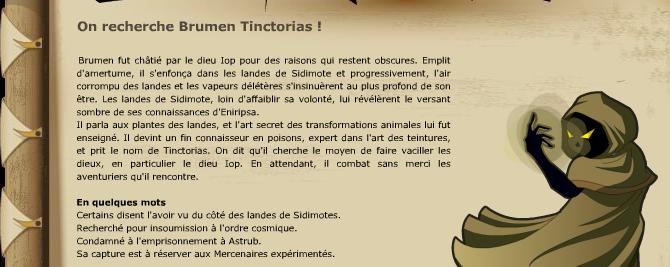 On recherche Brumen Tinctorias !
Brumen fut châtié par le dieu Iop pour des raisons qui restent obscures. Emplit
d'amertume, il s'enfonça dans les landes de Sidimote et progressivement, l'air
corrompu des landes et les vapeurs délétères s'insinuèrent au plus profond de son
être. Les landes de Sidimote, loin d'affaiblir sa volonté, lui révélèrent le versant
sombre de ses connaissances d'Eniripsa.
Il parla aux plantes des landes, et l'art secret des transformations animales lui fut
enseigné. Il devint un fin connaisseur en poisons, expert dans l'art des teintures,
et prit le nom de Tinctorias. On dit qu'il cherche le moyen de faire vaciller les
dieux, en particulier le dieu Iop. En attendant, il combat sans merci les
aventuriers qu'il rencontre.
En quelques mots
Certains disent l'avoir vu du côté des landes de Sidimotes.
Recherché pour insoumission à l'ordre cosmique.
Condamné à l'emprisonnement à Astrub.
Sa capture est à réserver aux Mercenaires expérimentés.